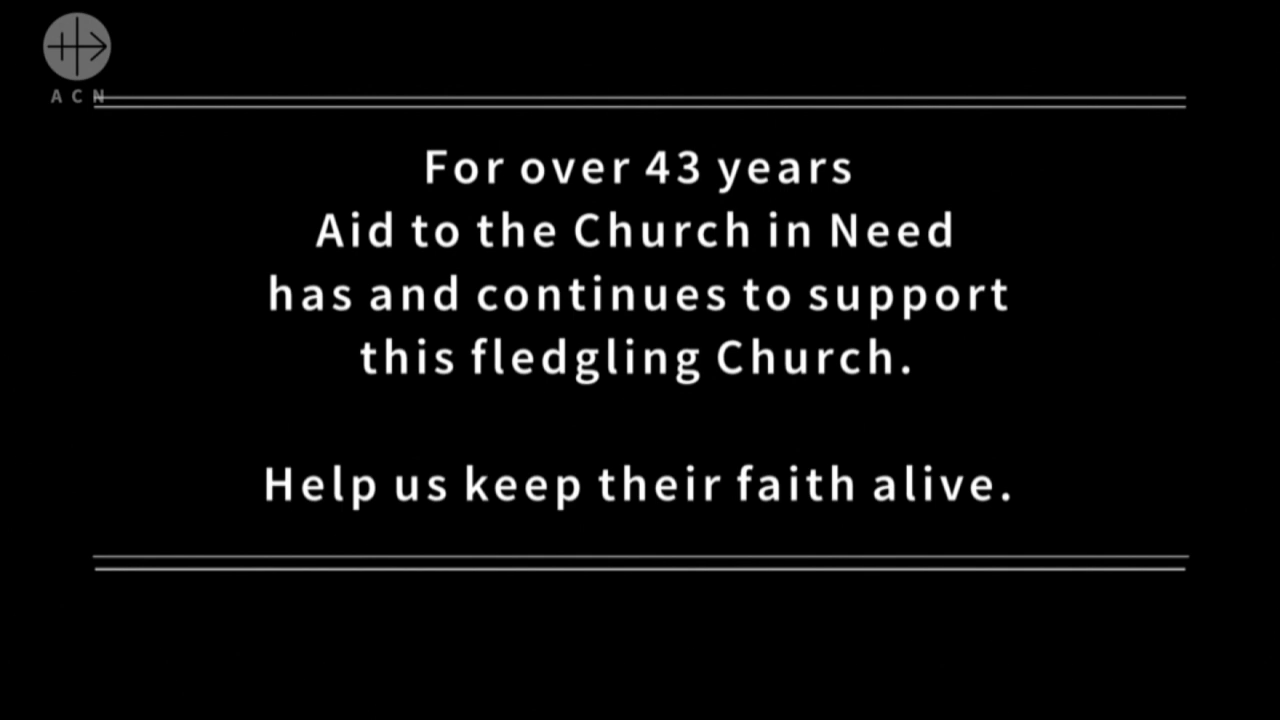 ACN
For over 43 years
Aid to the Church in Need
has and continues to support
this fledgling Church.
Help us keep their faith alive.